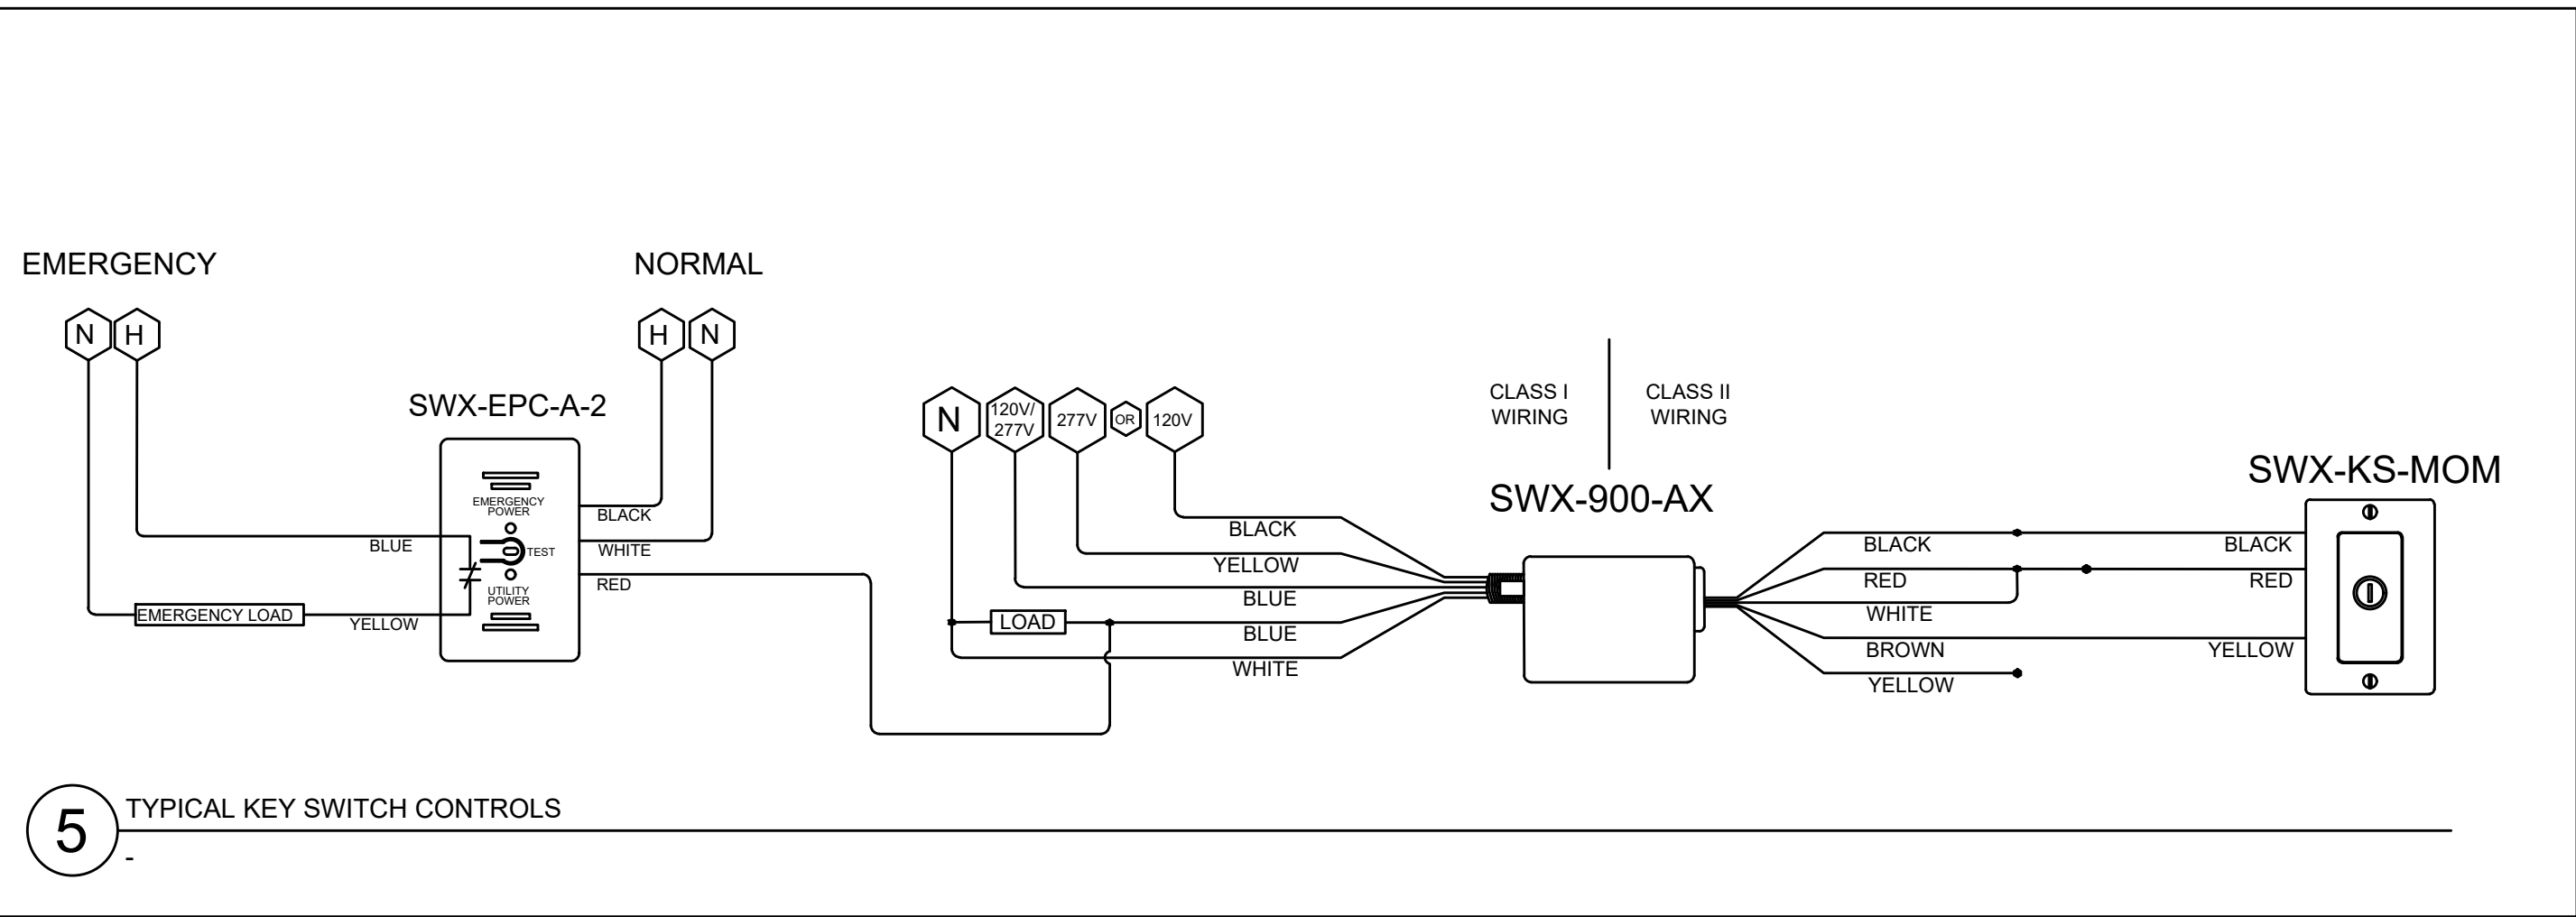 EMERGENCY
NORMAL
N
H
H
N
SWX-EPC-A-2
EMERGENCY
POWER
TEST
UTILITY
POWER
BLUE
EMERGENCY LOAD
YELLOW
BLACK
WHITE
RED
N
120V/
277V
277V
OR
120V
BLACK
YELLOW
BLUE
LOAD
BLUE
WHITE
CLASS I
WIRING
CLASS II
WIRING
SWX-900-AX
BLACK
RED
WHITE
BROWN
YELLOW
SWX-KS-MOM
BLACK
RED
YELLOW
5
TYPICAL KEY SWITCH CONTROLS
-